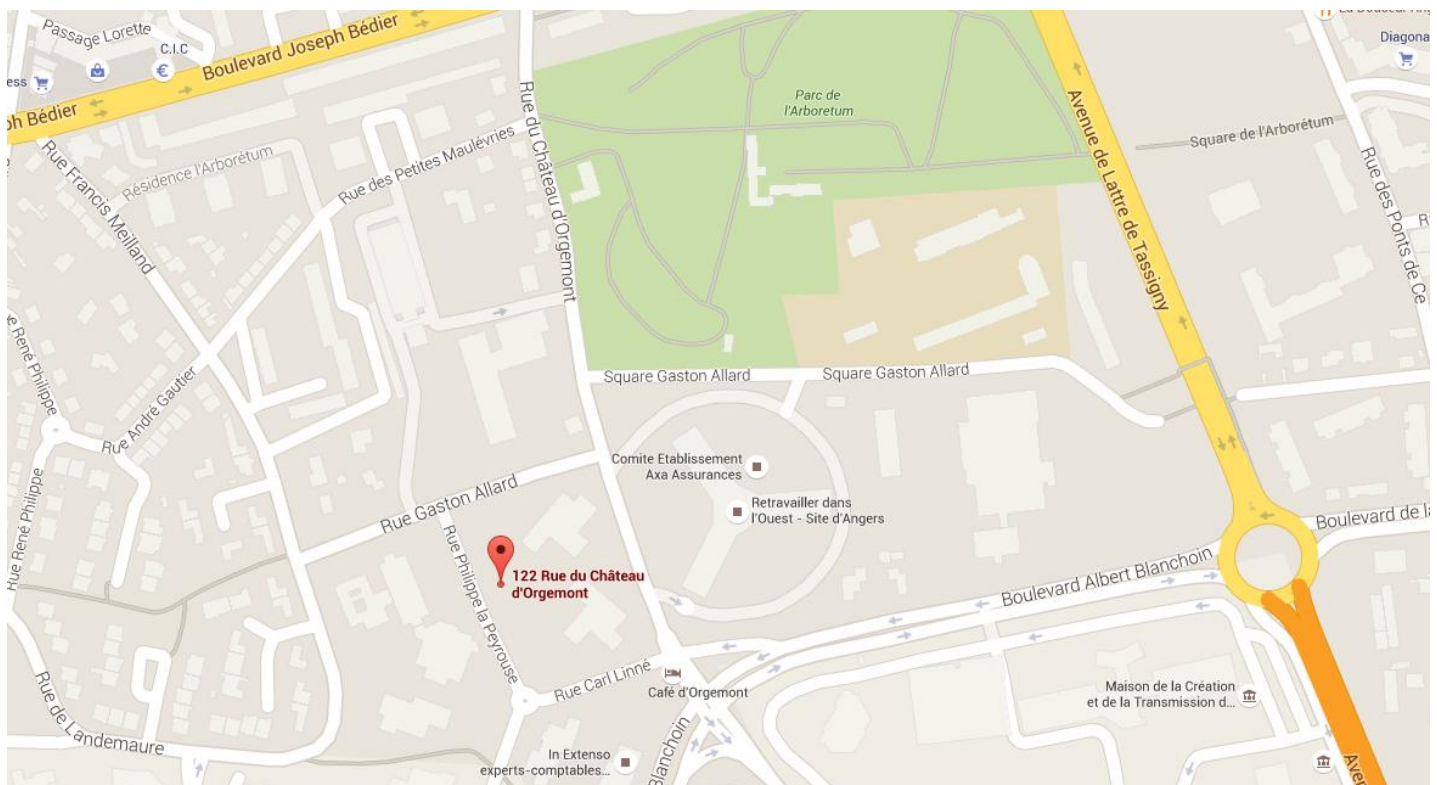 La Douceur Ang
Passage Lorette
C.I.C
Boulevard Joseph Bédier
Diagona
ess
ph Bédier
Rue du Château d'Orgemont
Parc de
l'Arboretum
Avenue de Lattre de Tassigny
Square de l'Arborétum
Rue Francis Meilland
Résidence l'Arborétum
Rue des Petites Maulévries
Rue des Ponts de Ce
R
e René Philippe
Rue André Gautier
Square Gaston Allard
Square Gaston Allard
Comite Etablissement
Axa Assurances
Retravailler dans
l'Ouest - Site d'Angers
Rue Gaston Allard
Rue René Philippe
Boulevard de la
Rue Philippe la Peyrouse
122 Rue du Château
d'Orgemont
Boulevard Albert Blanchoin
Rue Carl Linné
Café d'Orgemont
Maison de la Création
et de la Transmission d...
Rue de Landemaure
In Extenso
experts-comptables...
Blanchoin
Aven